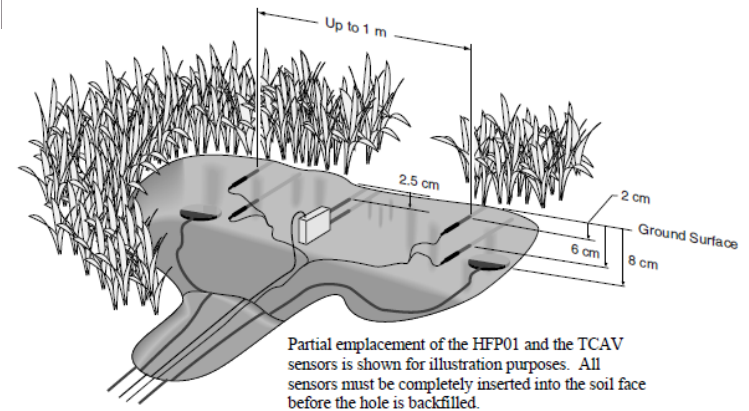 Up to 1 m
2.5 cm
2 cm
Ground Surface
6 cm
8 cm
Partial emplacement of the HFP01 and the TCAV
sensors is shown for illustration purposes. All
sensors must be completely inserted into the soil face
before the hole is backfilled.